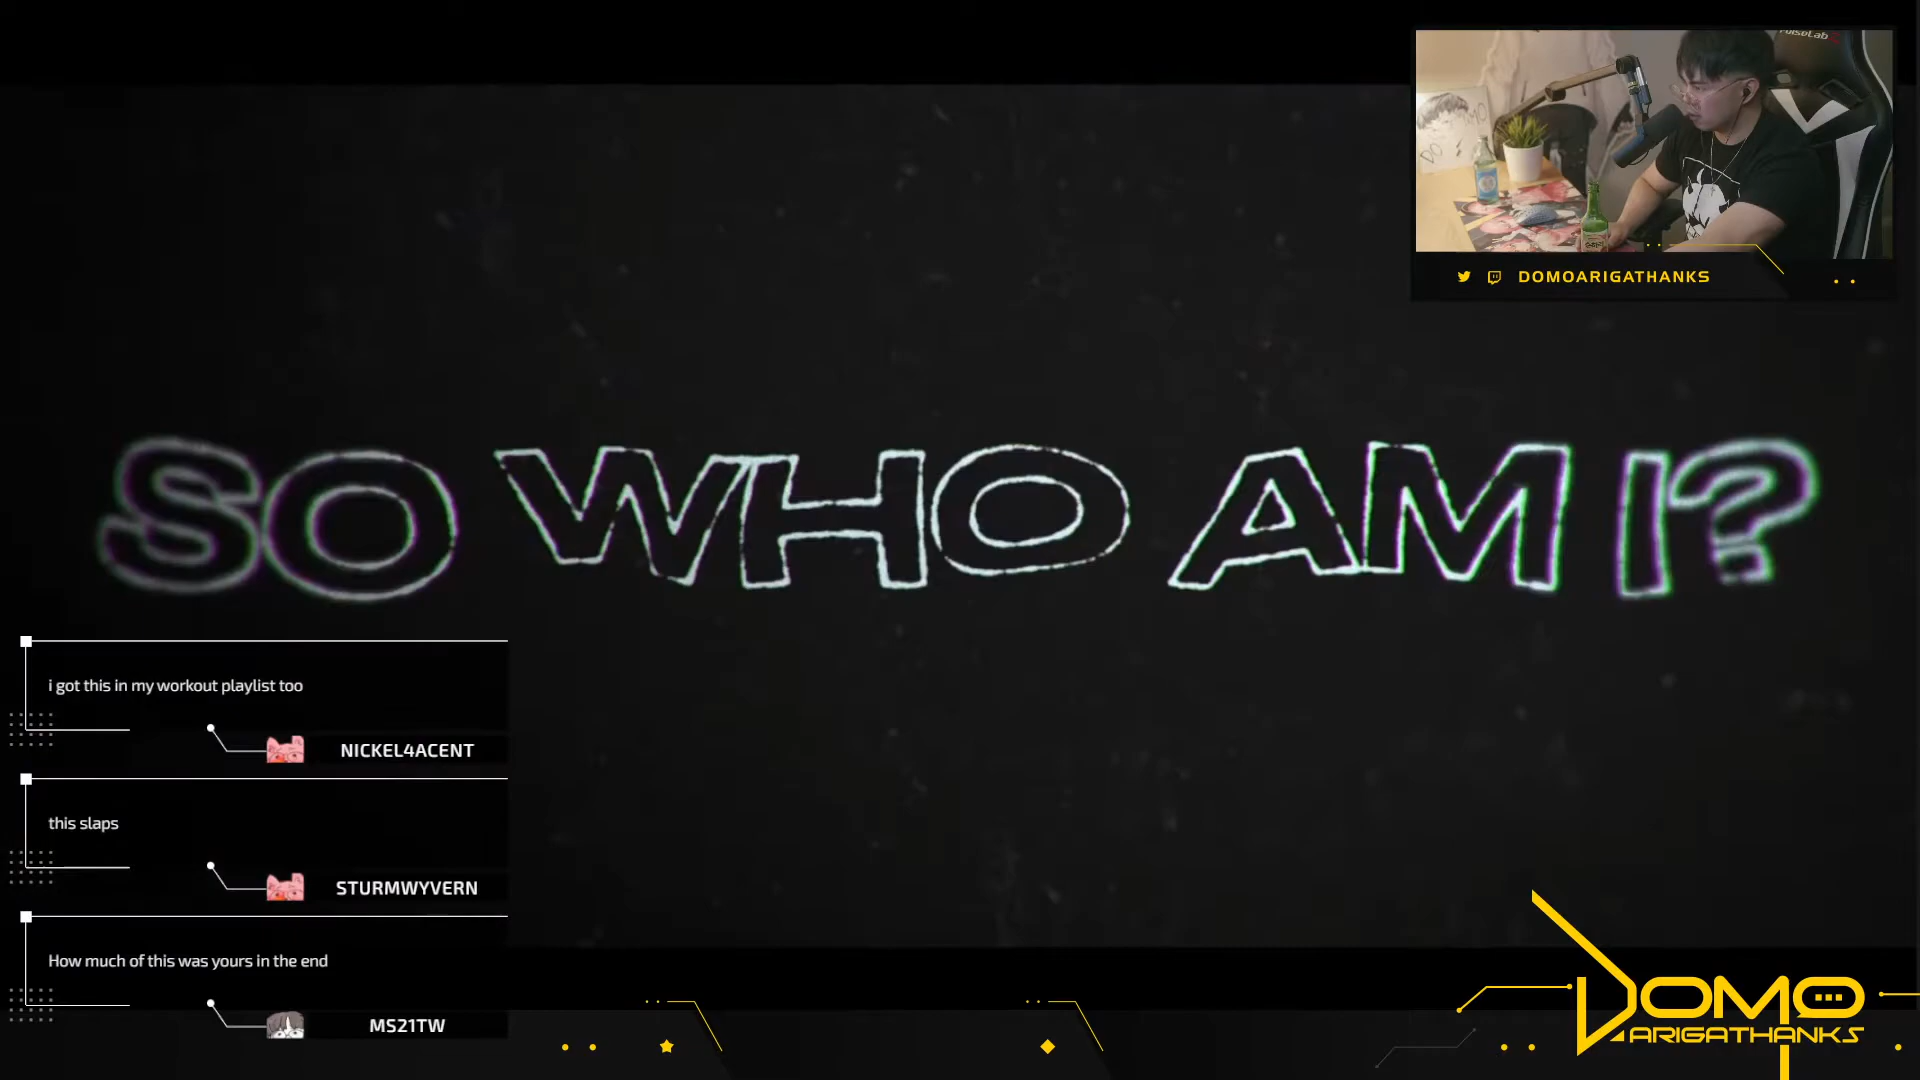 SO WHO AM I?
DOMOARIGATHANKS
i got this in my workout playlist too
NICKEL4ACENT
this slaps
STURMWYVERN
How much of this was yours in the end
MS21TW
DOMO
ARIGATHANKS